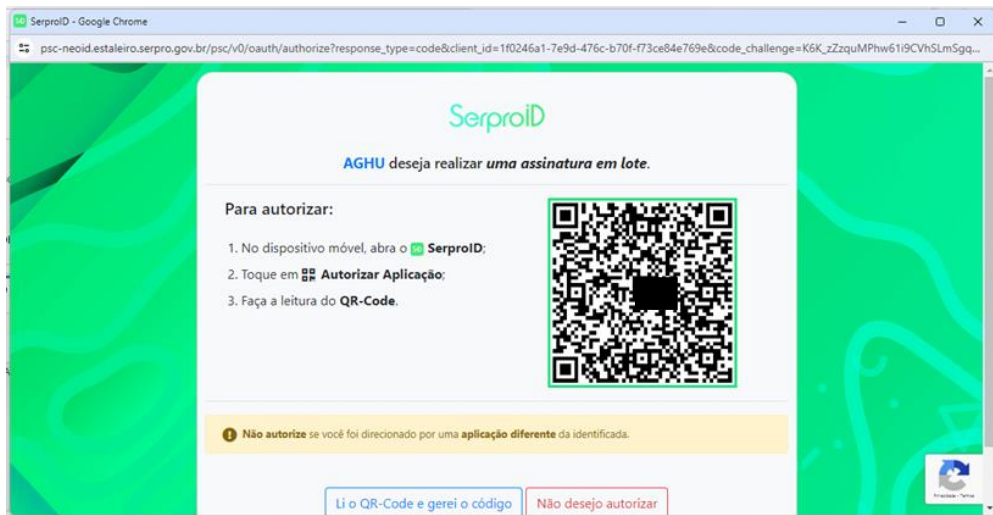 SerproID - Google Chrome
psc-neoid.estaleiro.serpro.gov.br/psc/v0/oauth/authorize?response_type=code&client_id=1f0246a1-7e9d-476c-b70f-f73ce84e769e&code_challenge=K6K_zZzquMPhw61i9CVhSLmSgq...
SerproID
AGHU deseja realizar uma assinatura em lote.
Para autorizar:
1. No dispositivo móvel, abra o SerproID;
2. Toque em Autorizar Aplicação;
3. Faça a leitura do QR-Code.
Não autorize se você foi direcionado por uma aplicação diferente da identificada.
Li o QR-Code e gerei o código
Não desejo autorizar
Privacidade - Termos